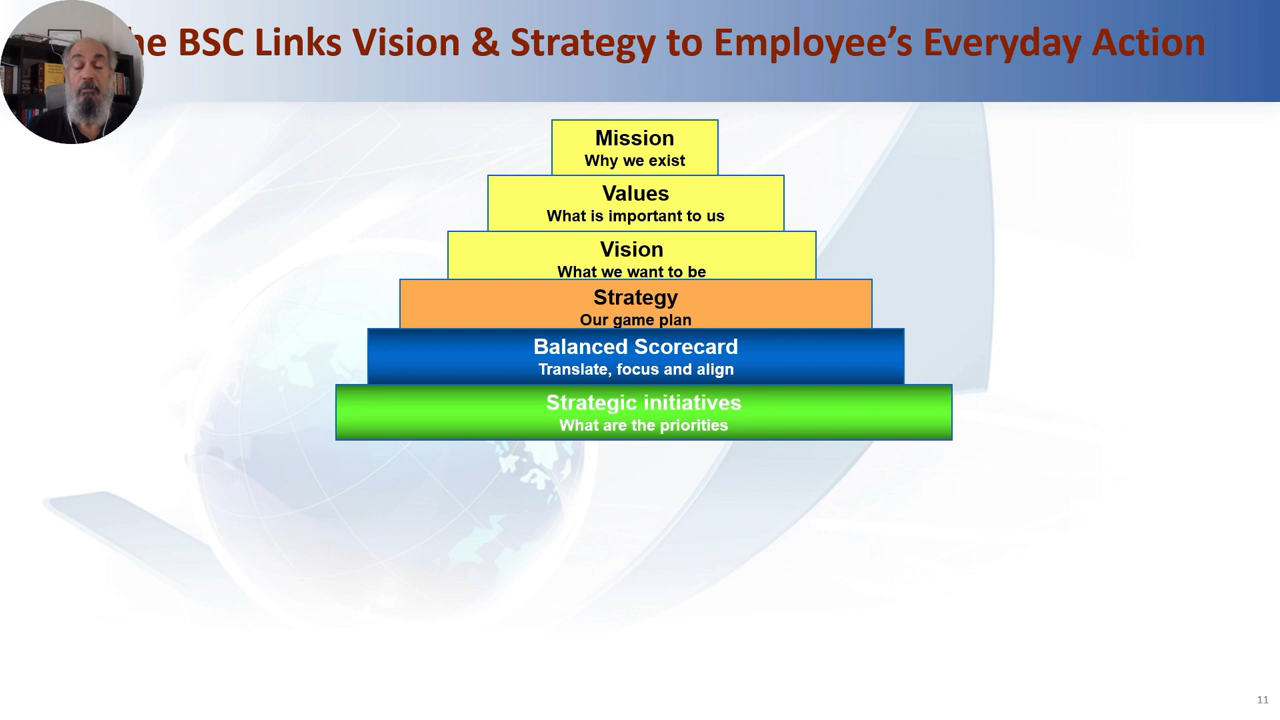 he BSC Links Vision & Strategy to Employee’s Everyday Action
Mission
Why we exist
Values
What is important to us
Vision
What we want to be
Strategy
Our game plan
Balanced Scorecard
Translate, focus and align
Strategic initiatives
What are the priorities
11